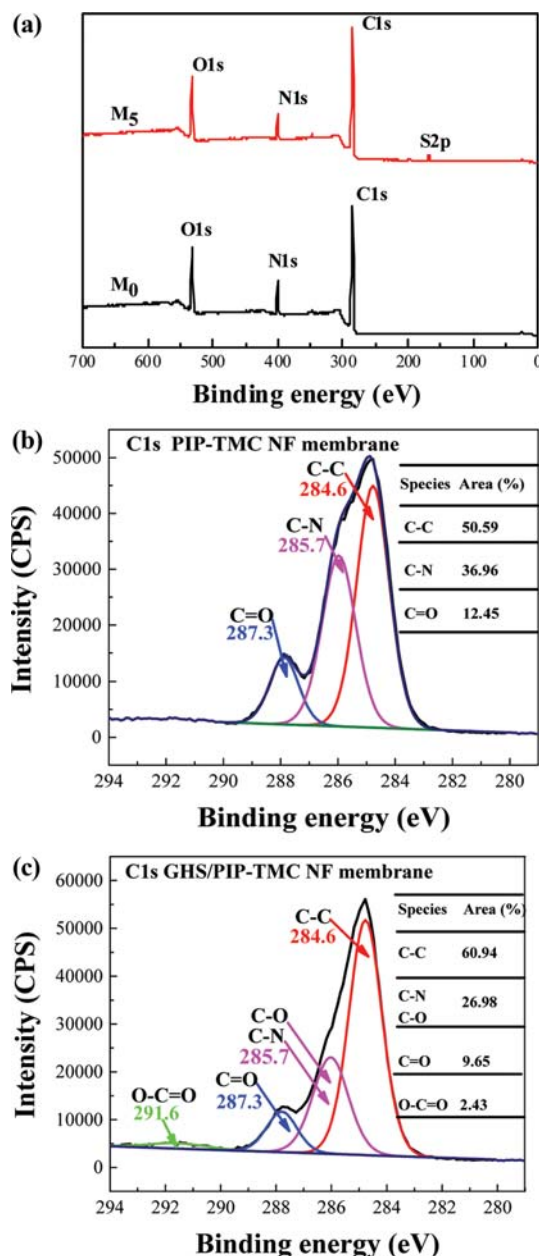 (a)
C1s
O1s
N1s
M5
S2p
C1s
O1s
N1s
M0
700 600 500 400 300 200 100 0
Binding energy (eV)
(b)
C1s PIP-TMC NF membrane
50000
40000
30000
20000
10000
0
Intensity (CPS)
C-C
284.6
C-N
285.7
C=O
287.3
Species Area (%)
C-C 50.59
C-N 36.96
C=O 12.45
294 292 290 288 286 284 282 280
Binding energy (eV)
(c)
C1s GHS/PIP-TMC NF membrane
60000
50000
40000
30000
20000
10000
0
Intensity (CPS)
C-C
284.6
C-O
C-N
285.7
C=O
287.3
O-C=O
291.6
Species Area (%)
C-C 60.94
C-N 26.98
C-O
C=O 9.65
O-C=O 2.43
294 292 290 288 286 284 282 280
Binding energy (eV)